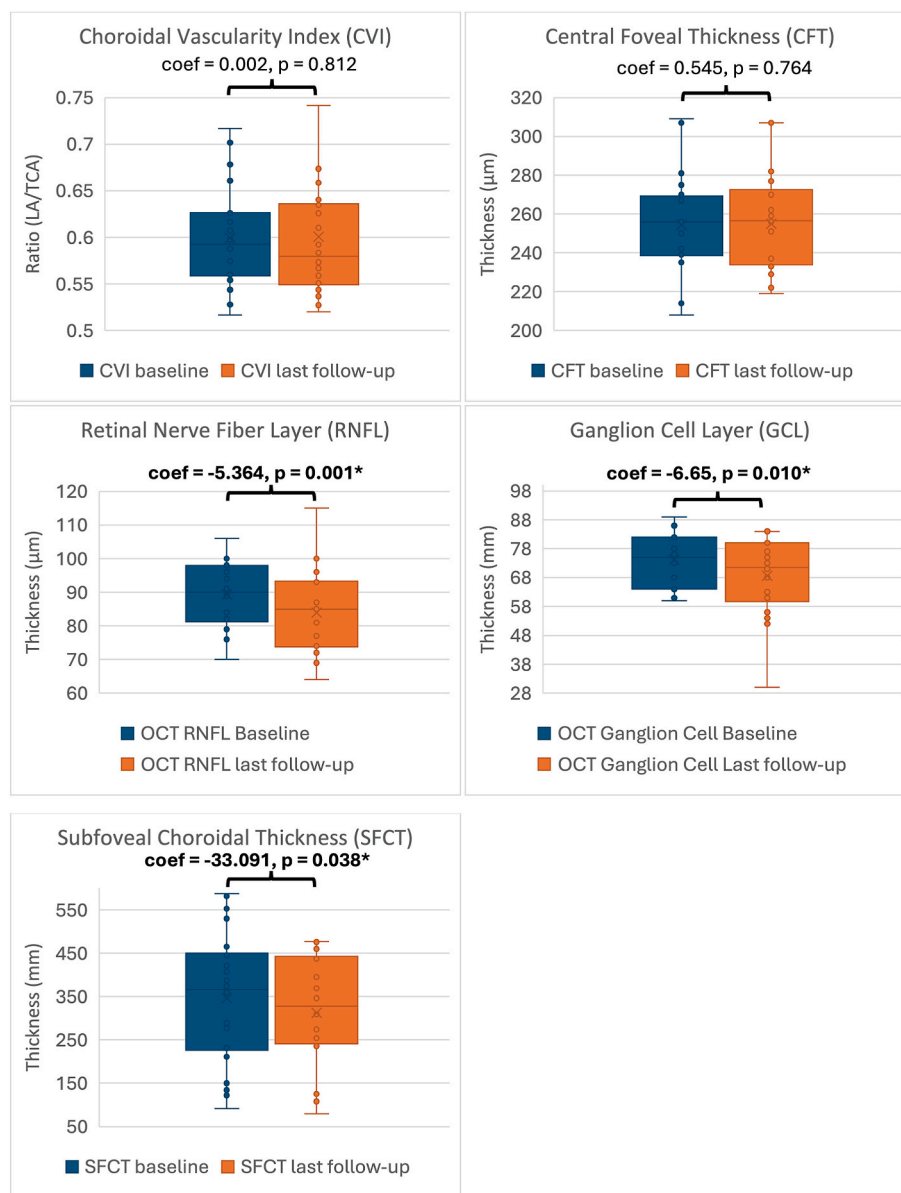 Choroidal Vascularity Index (CVI)
coef = 0.002, p = 0.812
0.75
0.7
0.65
0.6
0.55
0.5
Ratio (LA/TCA)
CVI baseline CVI last follow-up
Central Foveal Thickness (CFT)
coef = 0.545, p = 0.764
320
300
280
260
240
220
200
Thickness (µm)
CFT baseline CFT last follow-up
Retinal Nerve Fiber Layer (RNFL)
coef = -5.364, p = 0.001*
120
110
100
90
80
70
60
Thickness (µm)
OCT RNFL Baseline
OCT RNFL last follow-up
Ganglion Cell Layer (GCL)
coef = -6.65, p = 0.010*
98
88
78
68
58
48
38
28
Thickness (mm)
OCT Ganglion Cell Baseline
OCT Ganglion Cell Last follow-up
Subfoveal Choroidal Thickness (SFCT)
coef = -33.091, p = 0.038*
550
450
350
250
150
50
Thickness (mm)
SFCT baseline SFCT last follow-up